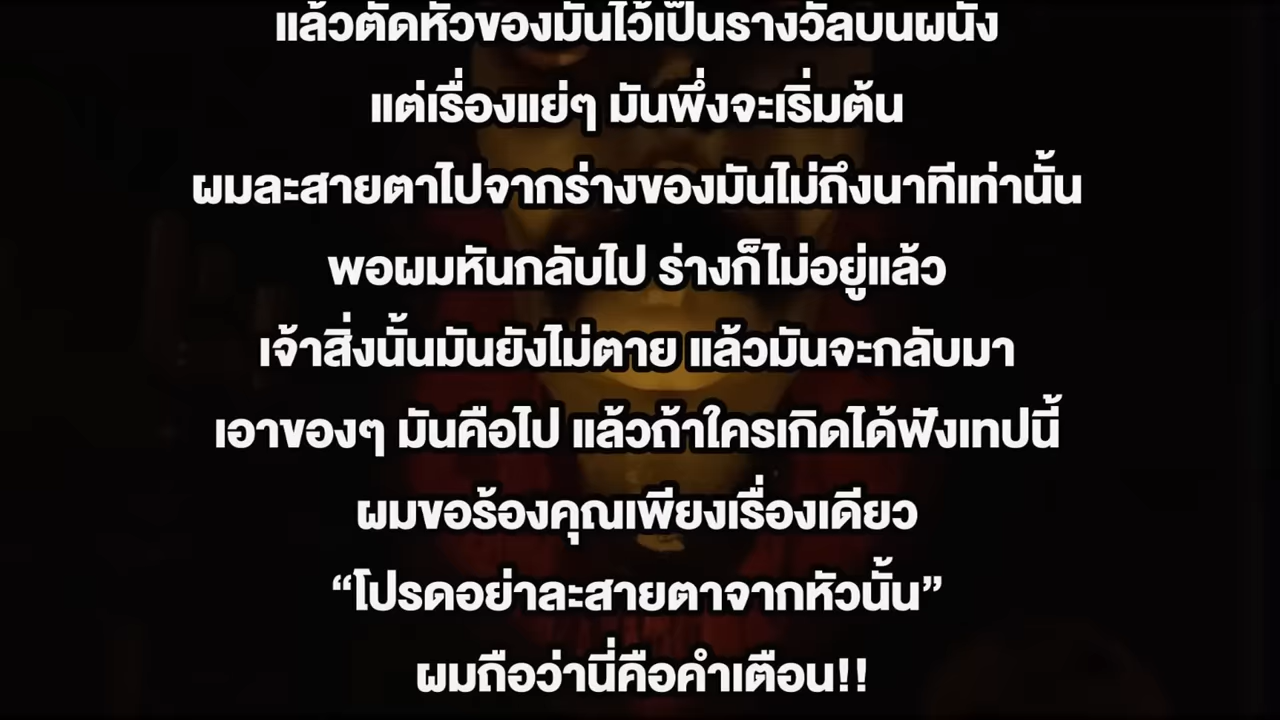 แล้วตัดหัวของมันไว้เป็นรางวัลบนผนัง
แต่เรื่องแย่ๆ มันพึ่งจะเริ่มต้น
ผมละสายตาไปจากร่างของมันไม่ถึงนาทีเท่านั้น
พอผมหันกลับไป ร่างก็ไม่อยู่แล้ว
เจ้าสิ่งนั้นมันยังไม่ตาย แล้วมันจะกลับมา
เอาของๆ มันคืนไป แล้วถ้าใครเกิดได้ฟังเทปนี้
ผมขอร้องคุณเพียงเรื่องเดียว
“โปรดอย่าละสายตาจากหัวนั้น”
ผมถือว่านี่คือคำเตือน!!